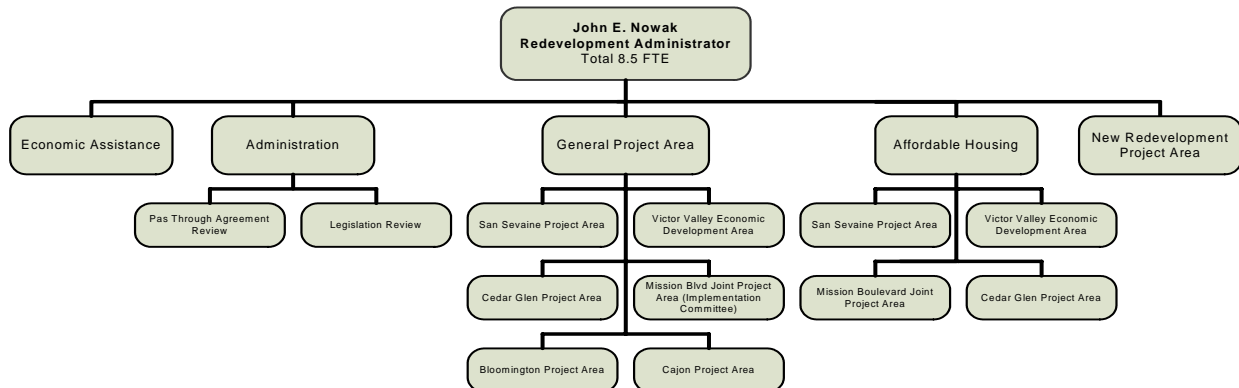 John E. Nowak
Redevelopment Administrator
Total 8.5 FTE
Economic Assistance
Administration
General Project Area
Affordable Housing
New Redevelopment
Project Area
Pas Through Agreement
Review
Legislation Review
San Sevaine Project Area
Victor Valley Economic
Development Area
San Sevaine Project Area
Victor Valley Economic
Development Area
Cedar Glen Project Area
Mission Blvd Joint Project
Area (Implementation
Committee)
Mission Boulevard Joint
Project Area
Cedar Glen Project Area
Bloomington Project Area
Cajon Project Area